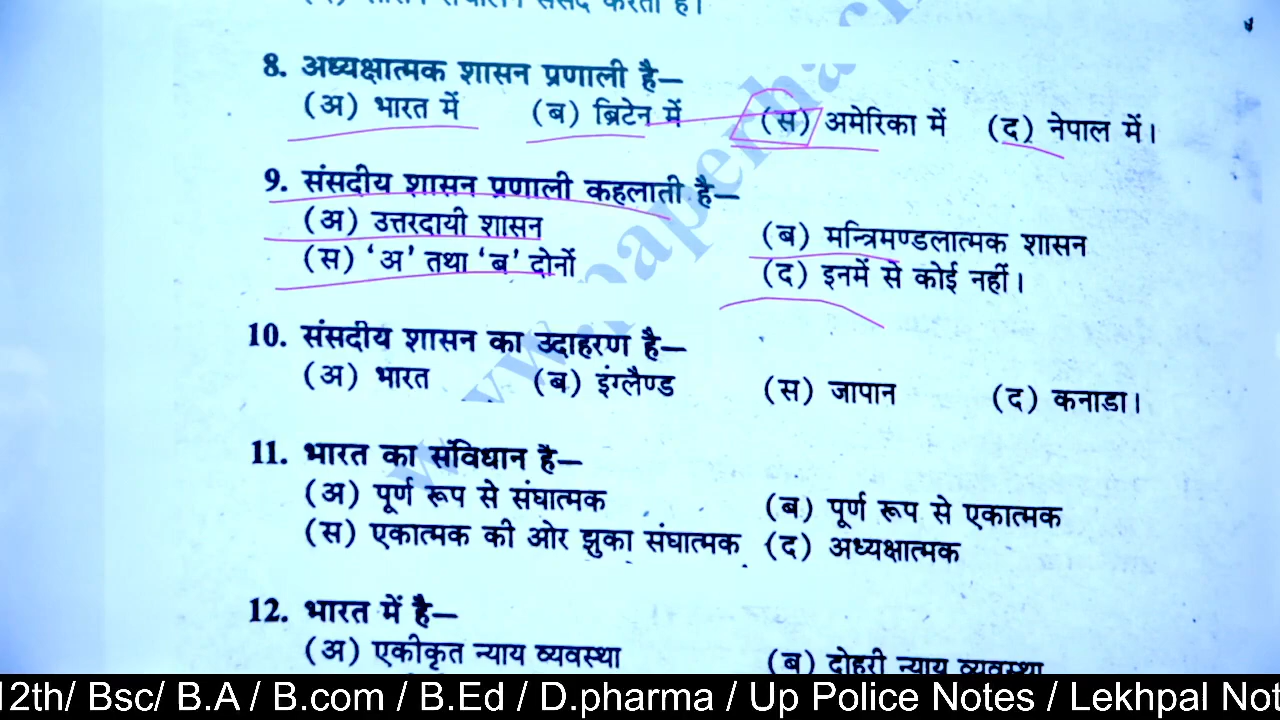 संसद करता है।
8. अध्यक्षात्मक शासन प्रणाली है—
(अ) भारत में (ब) ब्रिटेन में (स) अमेरिका में (द) नेपाल में।
9. संसदीय शासन प्रणाली कहलाती है—
(अ) उत्तरदायी शासन (ब) मन्त्रिमण्डलात्मक शासन
(स) ‘अ’ तथा ‘ब’ दोनों (द) इनमें से कोई नहीं।
10. संसदीय शासन का उदाहरण है—
(अ) भारत (ब) इंग्लैण्ड (स) जापान (द) कनाडा।
11. भारत का संविधान है—
(अ) पूर्ण रूप से संघात्मक (ब) पूर्ण रूप से एकात्मक
(स) एकात्मक की ओर झुका संघात्मक (द) अध्यक्षात्मक
12. भारत में है—
(अ) एकीकृत न्याय व्यवस्था (ब) दोहरी न्याय व्यवस्था
12th/ Bsc/ B.A / B.com / B.Ed / D.pharma / Up Police Notes / Lekhpal Not